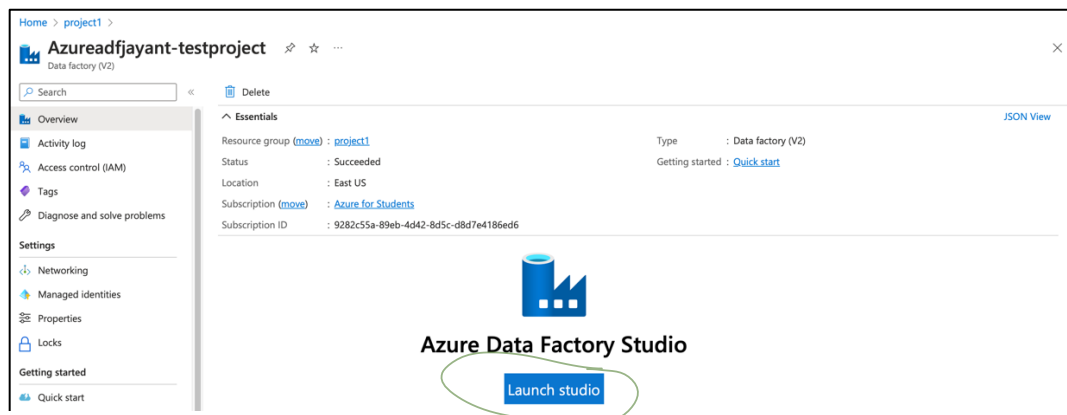 Home > project1 >
Azureadfjayant-testproject ...
Data factory (V2)
Search
Overview
Activity log
Access control (IAM)
Tags
Diagnose and solve problems
Settings
Networking
Managed identities
Properties
Locks
Getting started
Quick start
Delete
Essentials
JSON View
Resource group (move) : project1
Status : Succeeded
Location : East US
Subscription (move) : Azure for Students
Subscription ID : 9282c55a-89eb-4d42-8d5c-d8d7e4186ed6
Type : Data factory (V2)
Getting started : Quick start
Azure Data Factory Studio
Launch studio